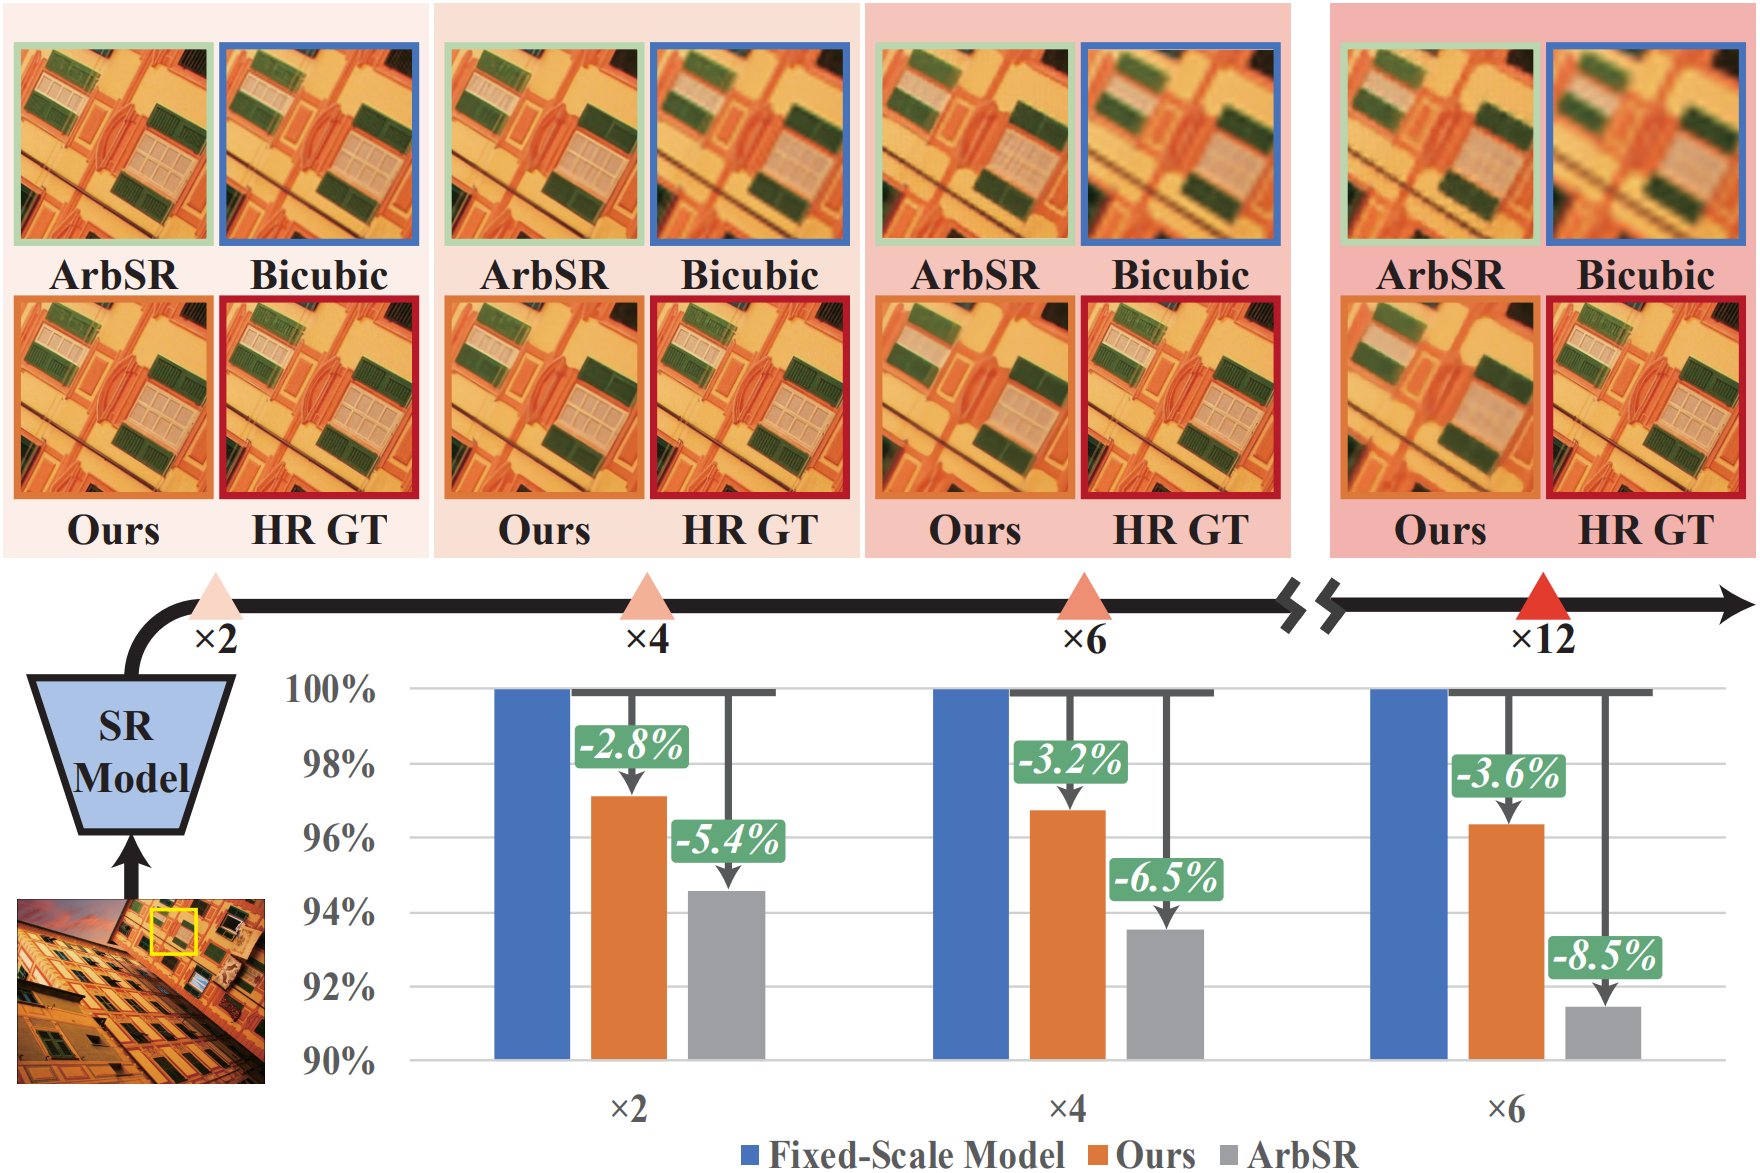 ArbSR Bicubic ArbSR Bicubic ArbSR Bicubic ArbSR Bicubic
Ours HR GT Ours HR GT Ours HR GT Ours HR GT
×2 ×4 ×6 ×12
SR
Model
100%
98%
96%
94%
92%
90%
-2.8%
-5.4%
-3.2%
-6.5%
-3.6%
-8.5%
×2 ×4 ×6
Fixed-Scale Model Ours ArbSR